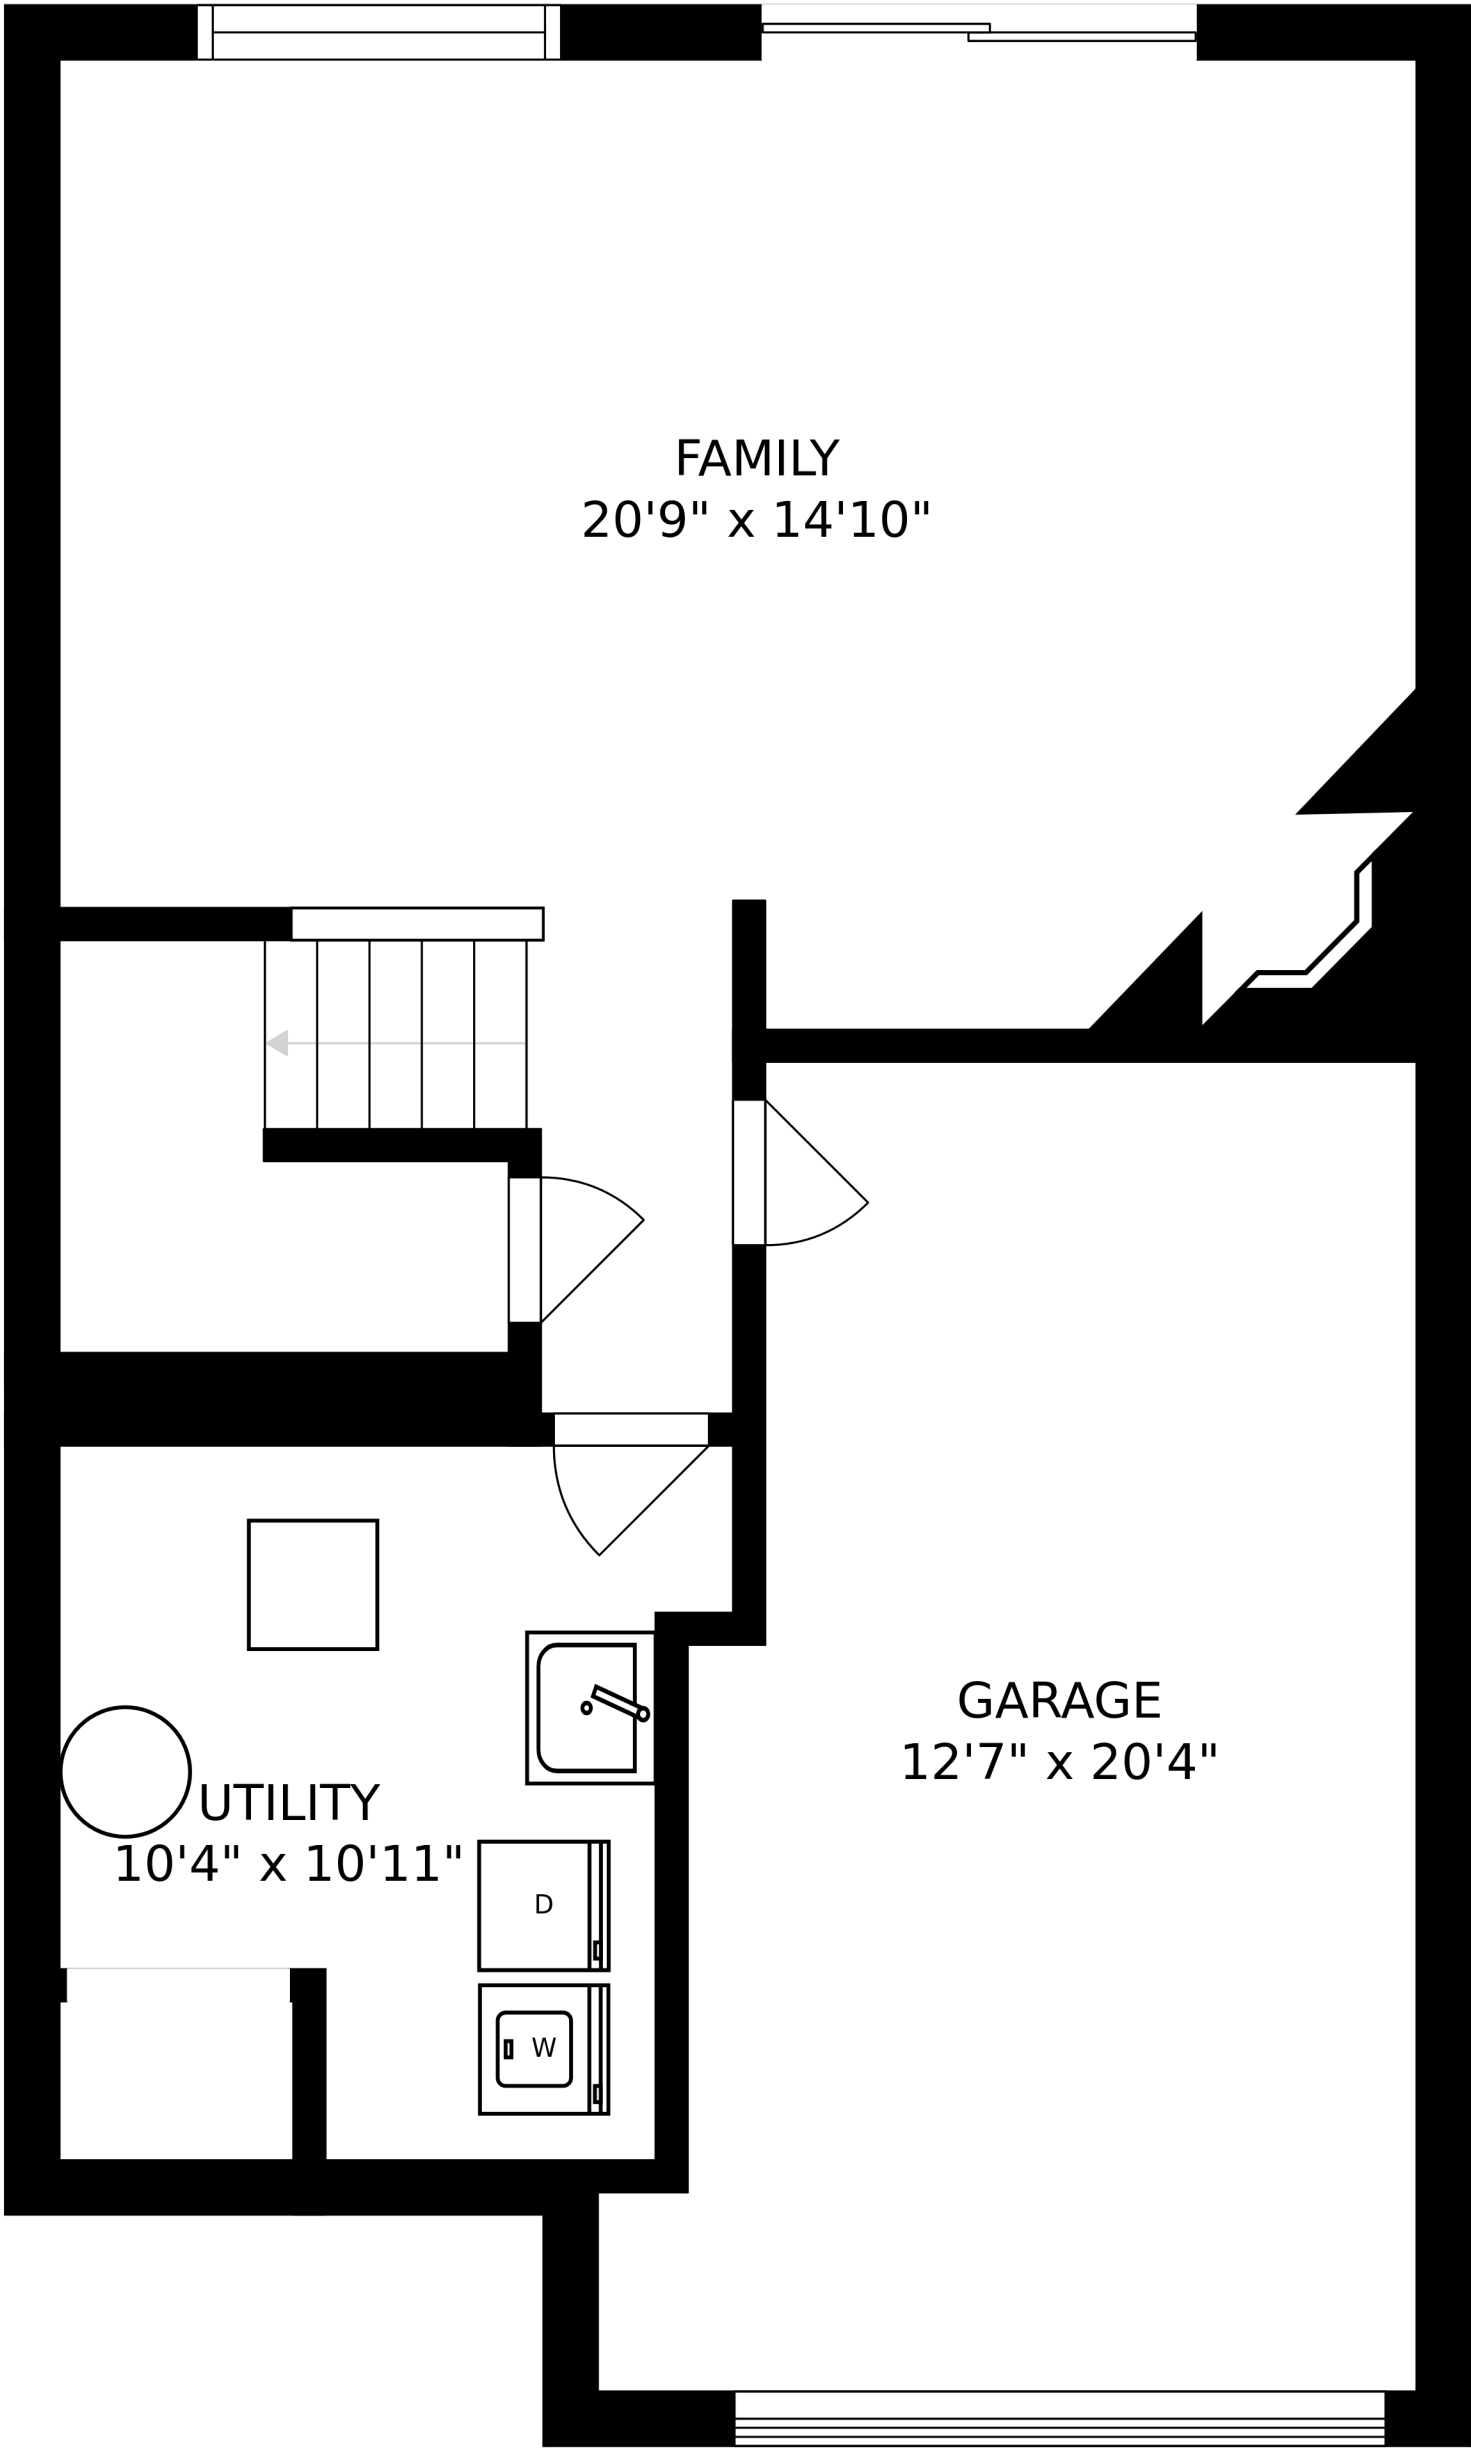 FAMILY
20'9" x 14'10"
GARAGE
12'7" x 20'4"
UTILITY
10'4" x 10'11"
D
W